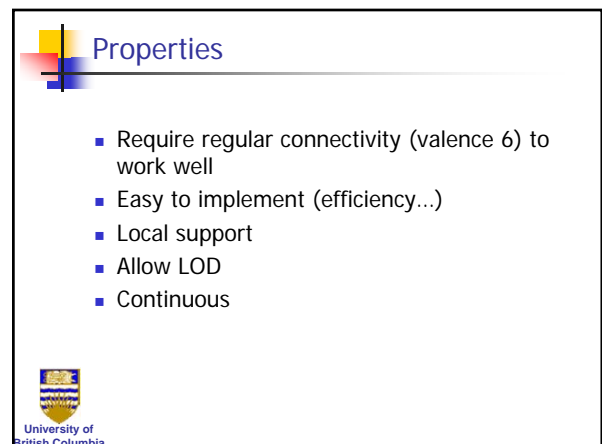 Properties
■ Require regular connectivity (valence 6) to
work well
■ Easy to implement (efficiency…)
■ Local support
■ Allow LOD
■ Continuous
University of
British Columbia